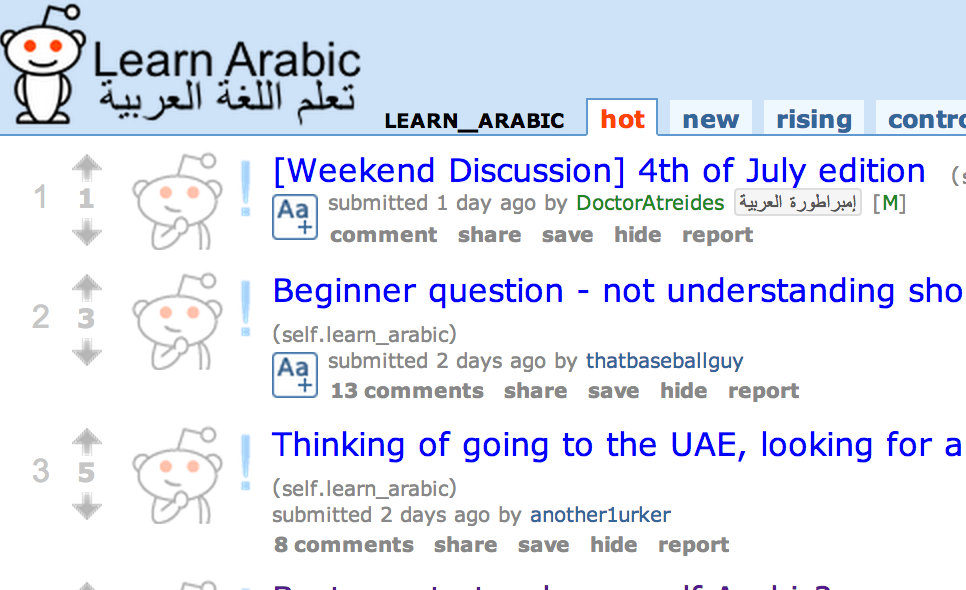 Learn Arabic
تعلم اللغة العربية
LEARN_ARABIC hot new rising
1
1
[Weekend Discussion] 4th of July edition
Aa+
submitted 1 day ago by DoctorAtreides إمبراطورة العربية [M]
comment share save hide report
2
3
Beginner question - not understanding sho
(self.learn_arabic)
Aa+
submitted 2 days ago by thatbaseballguy
13 comments share save hide report
3
5
Thinking of going to the UAE, looking for a
(self.learn_arabic)
submitted 2 days ago by another1urker
8 comments share save hide report